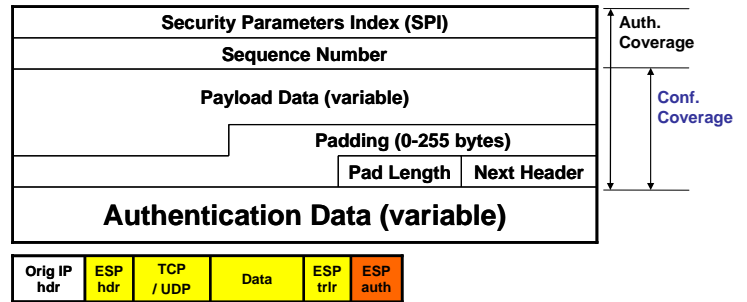 Security Parameters Index (SPI)
Auth.
Coverage
Sequence Number
Payload Data (variable)
Conf.
Coverage
Padding (0-255 bytes)
Pad Length
Next Header
Authentication Data (variable)
Orig IP
hdr
ESP
hdr
TCP
/ UDP
Data
ESP
trlr
ESP
auth